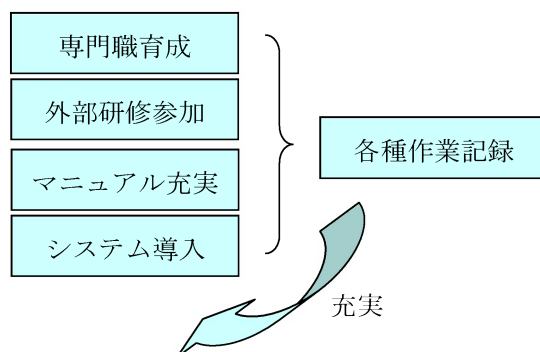 専門職育成
外部研修参加
マニュアル充実
システム導入
各種作業記録
充実